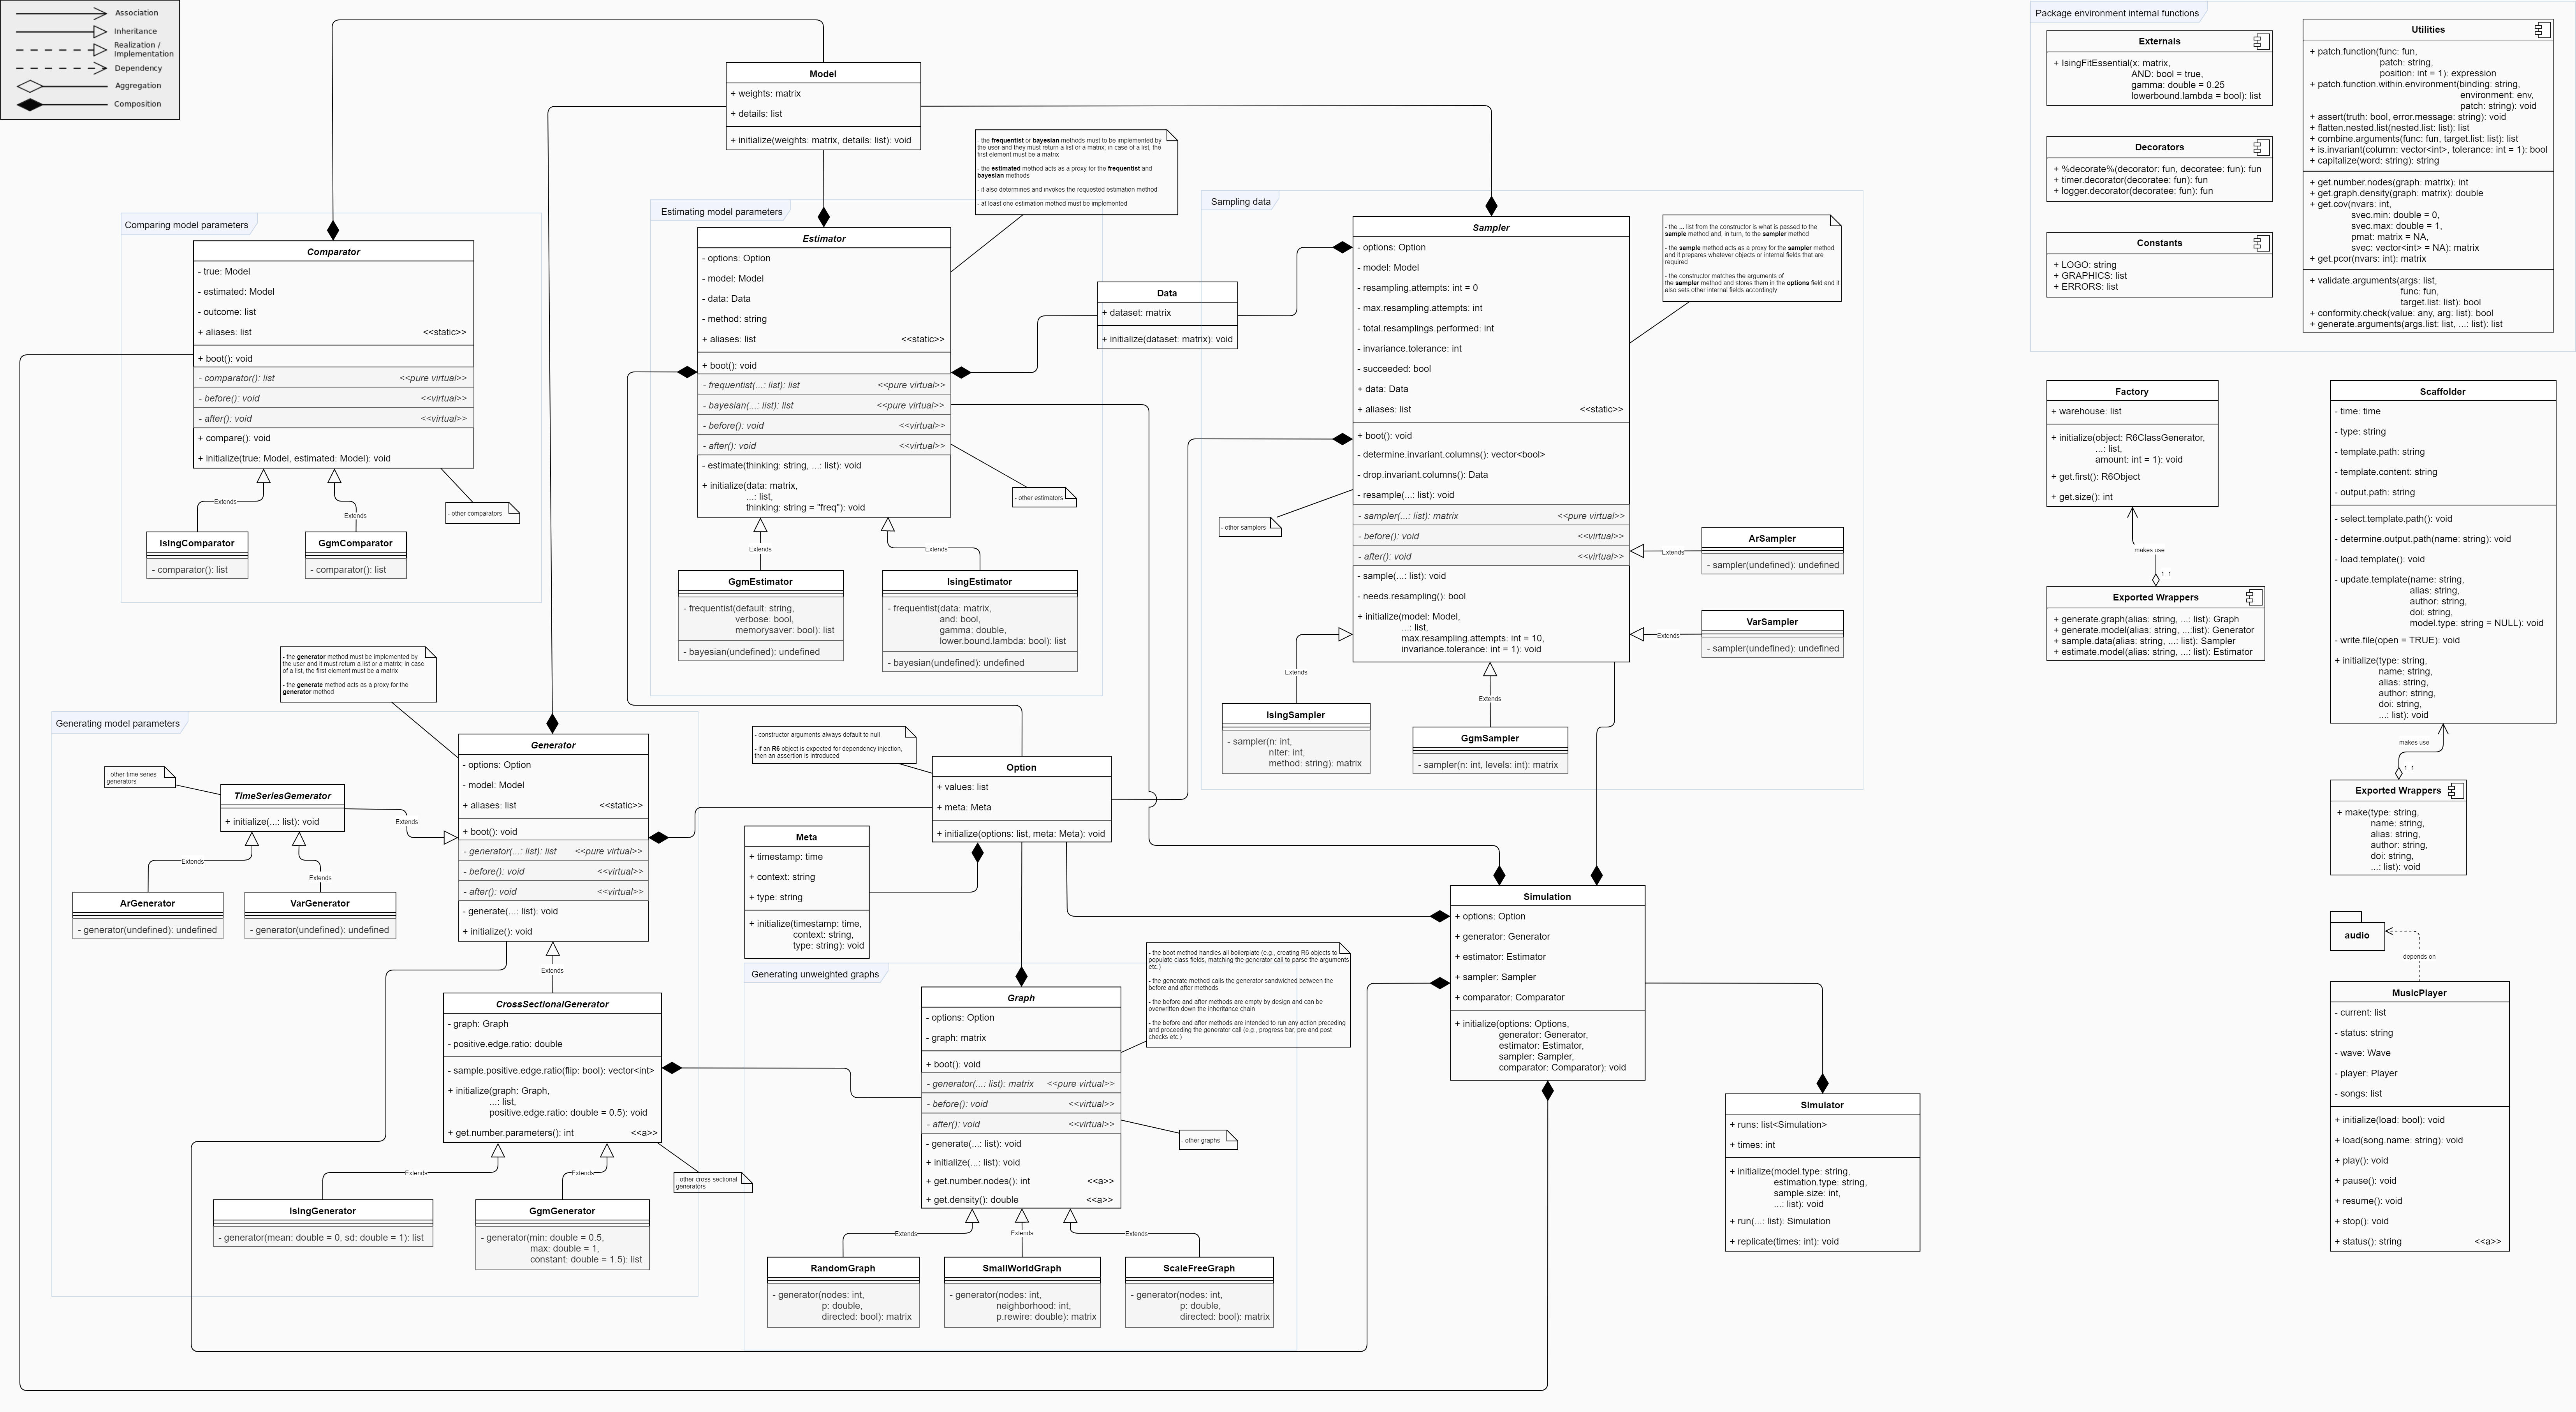 Association
Inheritance
Realization /
Implementation
Dependency
Aggregation
Composition
Model
+ weights: matrix
+ details: list
+ initialize(weights: matrix, details: list): void
- the frequentist or bayesian methods must to be implemented by
the user and they must return a list or a matrix, in case of a list, the
first element must be a matrix
- the estimated method acts as a proxy for the frequentist and
bayesian methods
- it also determines and invokes the requested estimation method
- at least one estimation method must be implemented
Comparing model parameters
Comparator
- true: Model
- estimated: Model
- outcome: list
+ aliases: list <<static>>
+ boot(): void
- comparator(): list <<pure virtual>>
- before(): void <<virtual>>
- after(): void <<virtual>>
+ compare(): void
+ initialize(true: Model, estimated: Model): void
Extends
Extends
- other comparators
IsingComparator
- comparator(): list
GgmComparator
- comparator(): list
Estimating model parameters
Estimator
- options: Option
- model: Model
- data: Data
- method: string
+ aliases: list <<static>>
+ boot(): void
- frequentist(...: list): list <<pure virtual>>
- bayesian(...: list): list <<pure virtual>>
- before(): void <<virtual>>
- after(): void <<virtual>>
- estimate(thinking: string, ...: list): void
+ initialize(data: matrix,
...: list,
thinking: string = "freq"): void
- other estimators
Extends
Extends
GgmEstimator
- frequentist(default: string,
verbose: bool,
memorysaver: bool): list
- bayesian(undefined): undefined
IsingEstimator
- frequentist(data: matrix,
and: bool,
gamma: double,
lower.bound.lambda: bool): list
- bayesian(undefined): undefined
Data
+ dataset: matrix
+ initialize(dataset: matrix): void
Sampling data
Sampler
- options: Option
- model: Model
- resampling.attempts: int = 0
- max.resampling.attempts: int
- total.resamplings.performed: int
- invariance.tolerance: int
- succeeded: bool
+ data: Data
+ aliases: list <<static>>
+ boot(): void
- determine.invariant.columns(): vector<bool>
- drop.invariant.columns(): Data
- resample(...: list): void
- sampler(...: list): matrix <<pure virtual>>
- before(): void <<virtual>>
- after(): void <<virtual>>
- sample(...: list): void
- needs.resampling(): bool
+ initialize(model: Model,
...: list,
max.resampling.attempts: int = 10,
invariance.tolerance: int = 1): void
- the ... list from the constructor is what is passed to the
sample method and, in turn, to the sampler method
- the sample method acts as a proxy for the sampler method
and it prepares whatever objects or internal fields that are
required
- the constructor matches the arguments of
the sampler method and stores them in the options field and it
also sets other internal fields accordingly
- other samplers
Extends
ArSampler
- sampler(undefined): undefined
Extends
VarSampler
- sampler(undefined): undefined
Extends
Extends
IsingSampler
- sampler(n: int,
nIter: int,
method: string): matrix
GgmSampler
- sampler(n: int, levels: int): matrix
- the generator method must be implemented by
the user and it must return a list or a matrix, in case
of a list, the first element must be a matrix
- the generate method acts as a proxy for the
generator method
Generating model parameters
Generator
- options: Option
- model: Model
+ aliases: list <<static>>
+ boot(): void
- generator(...: list): list <<pure virtual>>
- before(): void <<virtual>>
- after(): void <<virtual>>
- generate(...: list): void
+ initialize(): void
- other time series
generators
TimeSeriesGemerator
+ initialize(...: list): void
Extends
Extends
Extends
ArGenerator
- generator(undefined): undefined
VarGenerator
- generator(undefined): undefined
Extends
CrossSectionalGenerator
- graph: Graph
- positive.edge.ratio: double
- sample.positive.edge.ratio(flip: bool): vector<int>
+ initialize(graph: Graph,
...: list,
positive.edge.ratio: double = 0.5): void
+ get.number.parameters(): int <<a>>
Extends
Extends
- other cross-sectional
generators
IsingGenerator
- generator(mean: double = 0, sd: double = 1): list
GgmGenerator
- generator(min: double = 0.5,
max: double = 1,
constant: double = 1.5): list
- constructor arguments always default to null
- if an R6 object is expected for dependency injection,
then an assertion is introduced
Option
+ values: list
+ meta: Meta
+ initialize(options: list, meta: Meta): void
Meta
+ timestamp: time
+ context: string
+ type: string
+ initialize(timestamp: time,
context: string,
type: string): void
Generating unweighted graphs
Graph
- options: Option
- graph: matrix
+ boot(): void
- generator(...: list): matrix <<pure virtual>>
- before(): void <<virtual>>
- after(): void <<virtual>>
- generate(...: list): void
+ initialize(...: list): void
+ get.number.nodes(): int <<a>>
+ get.density(): double <<a>>
- the boot method handles all boilerplate (e.g., creating R6 objects to
populate class fields, matching the generator call to parse the arguments
etc.)
- the generate method calls the generator sandwiched between the
before and after methods
- the before and after methods are empty by design and can be
overwritten down the inheritance chain
- the before and after methods are intended to run any action preceding
and proceeding the generator call (e.g., progress bar, pre and post
checks etc.)
- other graphs
Extends
Extends
Extends
RandomGraph
- generator(nodes: int,
p: double,
directed: bool): matrix
SmallWorldGraph
- generator(nodes: int,
neighborhood: int,
p.rewire: double): matrix
ScaleFreeGraph
- generator(nodes: int,
p: double,
directed: bool): matrix
Simulation
+ options: Option
+ generator: Generator
+ estimator: Estimator
+ sampler: Sampler
+ comparator: Comparator
+ initialize(options: Options,
generator: Generator,
estimator: Estimator,
sampler: Sampler,
comparator: Comparator): void
Simulator
+ runs: list<Simulation>
+ times: int
+ initialize(model.type: string,
estimation.type: string,
sample.size: int,
...: list): void
+ run(...: list): Simulation
+ replicate(times: int): void
Package environment internal functions
Externals
+ IsingFitEssential(x: matrix,
AND: bool = true,
gamma: double = 0.25
lowerbound.lambda = bool): list
Decorators
+ %decorate%(decorator: fun, decoratee: fun): fun
+ timer.decorator(decoratee: fun): fun
+ logger.decorator(decoratee: fun): fun
Constants
+ LOGO: string
+ GRAPHICS: list
+ ERRORS: list
Utilities
+ patch.function(func: fun,
patch: string,
position: int = 1): expression
+ patch.function.within.environment(binding: string,
environment: env,
patch: string): void
+ assert(truth: bool, error.message: string): void
+ flatten.nested.list(nested.list: list): list
+ combine.arguments(func: fun, target.list: list): list
+ is.invariant(column: vector<int>, tolerance: int = 1): bool
+ capitalize(word: string): string
+ get.number.nodes(graph: matrix): int
+ get.graph.density(graph: matrix): double
+ get.cov(nvars: int,
svec.min: double = 0,
svec.max: double = 1,
pmat: matrix = NA,
svec: vector<int> = NA): matrix
+ get.pcor(nvars: int): matrix
+ validate.arguments(args: list,
func: fun,
target.list: list): bool
+ conformity.check(value: any, arg: list): bool
+ generate.arguments(args.list: list, ...: list): list
Factory
+ warehouse: list
+ initialize(object: R6ClassGenerator,
...: list,
amount: int = 1): void
+ get.first(): R6Object
+ get.size(): int
makes use
1..1
Exported Wrappers
+ generate.graph(alias: string, ...: list): Graph
+ generate.model(alias: string, ...:list): Generator
+ sample.data(alias: string, ...: list): Sampler
+ estimate.model(alias: string, ...: list): Estimator
Scaffolder
- time: time
- type: string
- template.path: string
- template.content: string
- output.path: string
- select.template.path(): void
- determine.output.path(name: string): void
- load.template(): void
- update.template(name: string,
alias: string,
author: string,
doi: string,
model.type: string = NULL): void
- write.file(open = TRUE): void
+ initialize(type: string,
name: string,
alias: string,
author: string,
doi: string,
...: list): void
makes use
1..1
Exported Wrappers
+ make(type: string,
name: string,
alias: string,
author: string,
doi: string,
...: list): void
audio
depends on
MusicPlayer
- current: list
- status: string
- wave: Wave
- player: Player
- songs: list
+ initialize(load: bool): void
+ load(song.name: string): void
+ play(): void
+ pause(): void
+ resume(): void
+ stop(): void
+ status(): string <<a>>